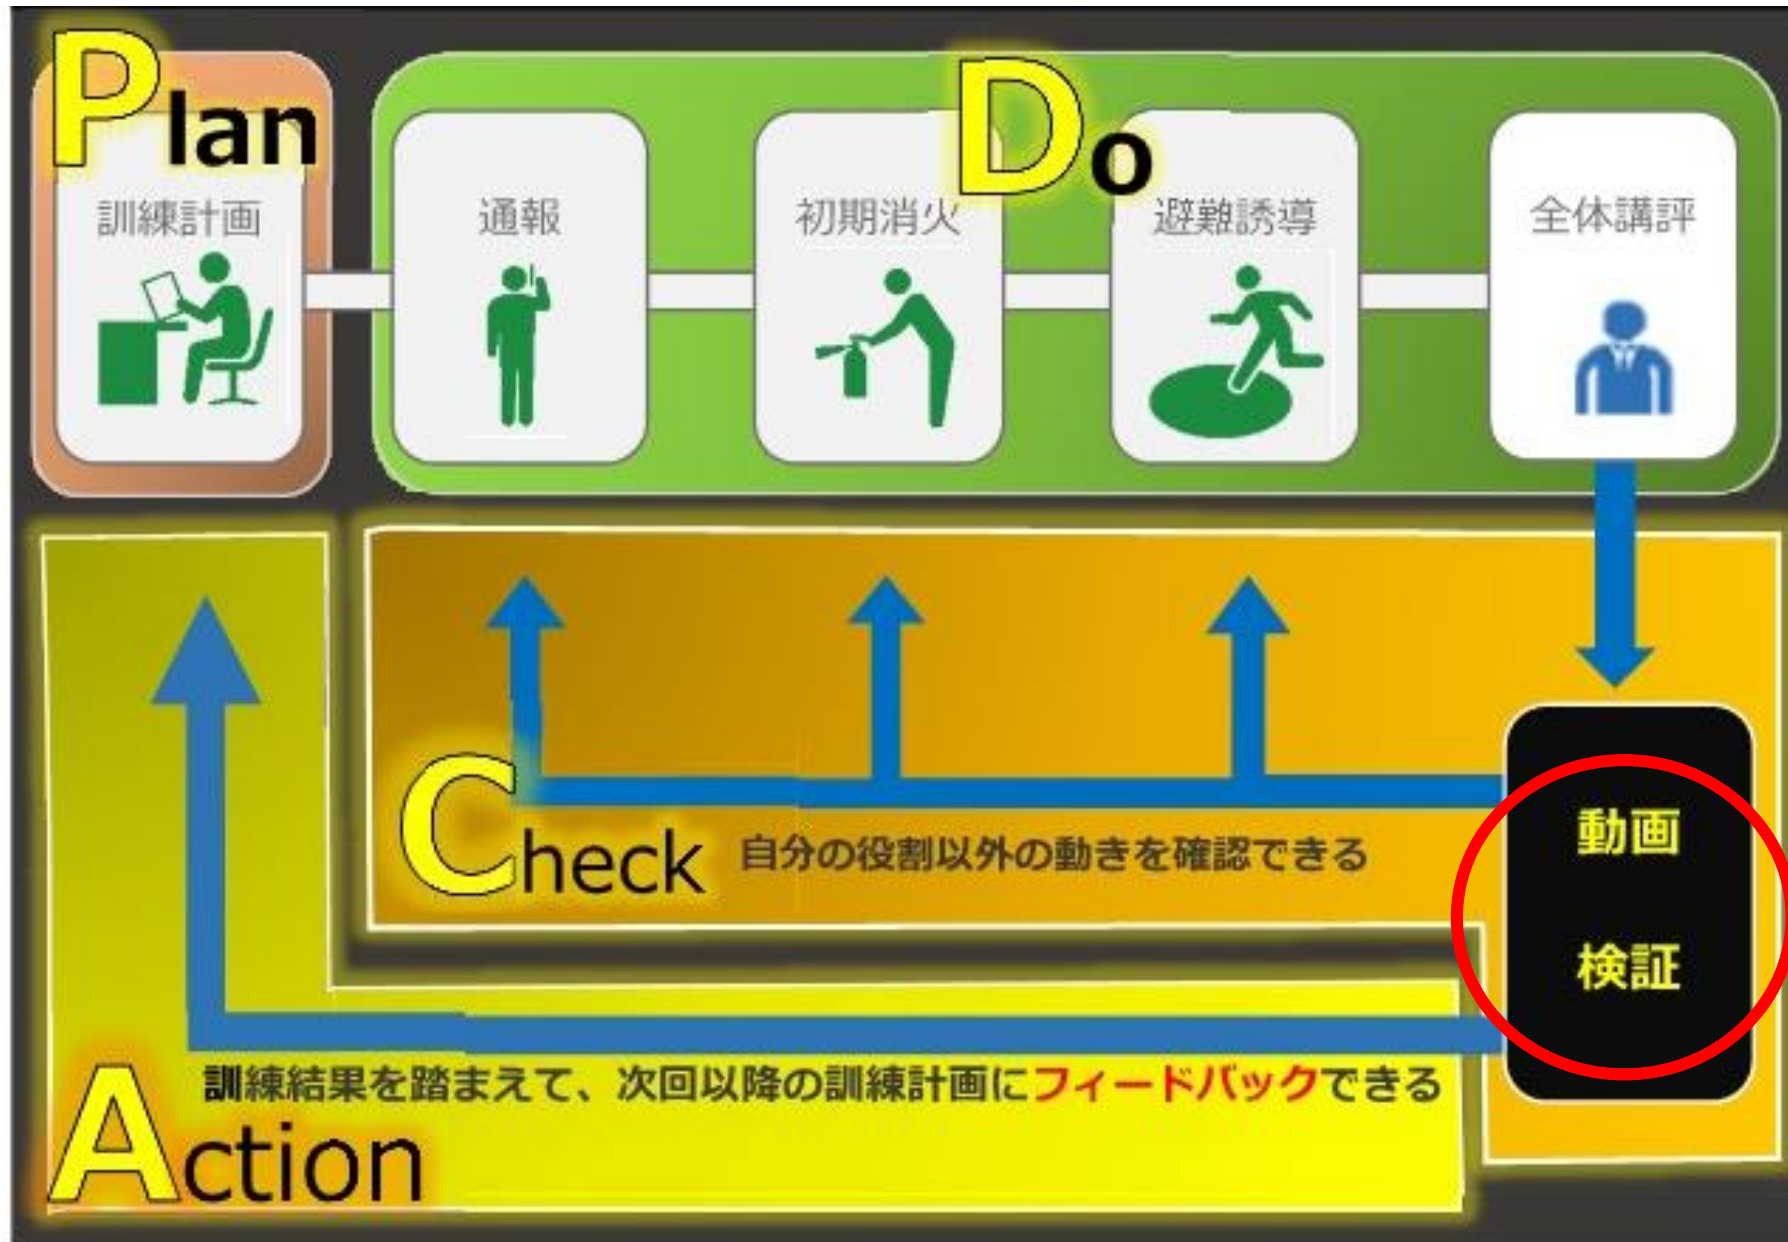 Plan
訓練計画
Do
通報
初期消火
避難誘導
全体講評
Check
自分の役割以外の動きを確認できる
動画
検証
訓練結果を踏まえて、次回以降の訓練計画にフィードバックできる
Action